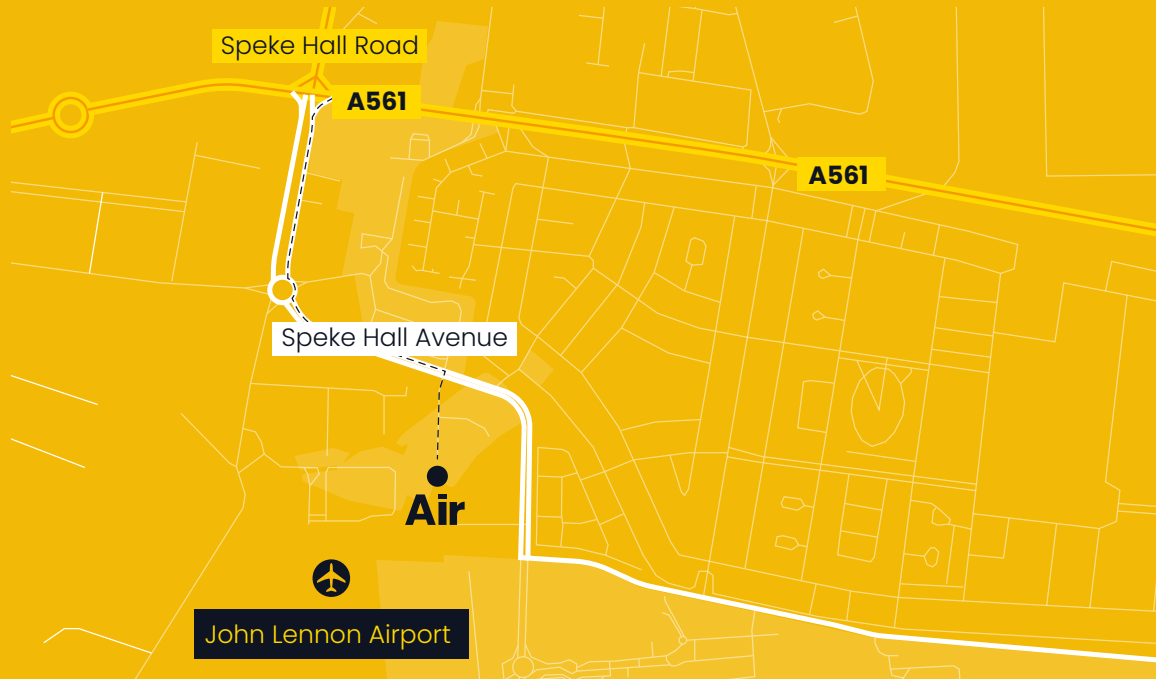 Speke Hall Road
A561
A561
Speke Hall Avenue
Air
John Lennon Airport